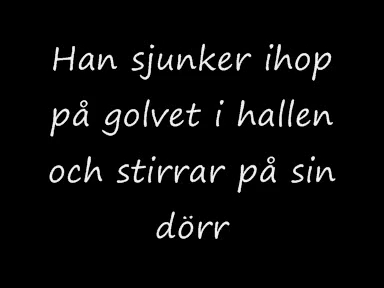 Han sjunker ihop
på golvet i hallen
och stirrar på sin
dörr